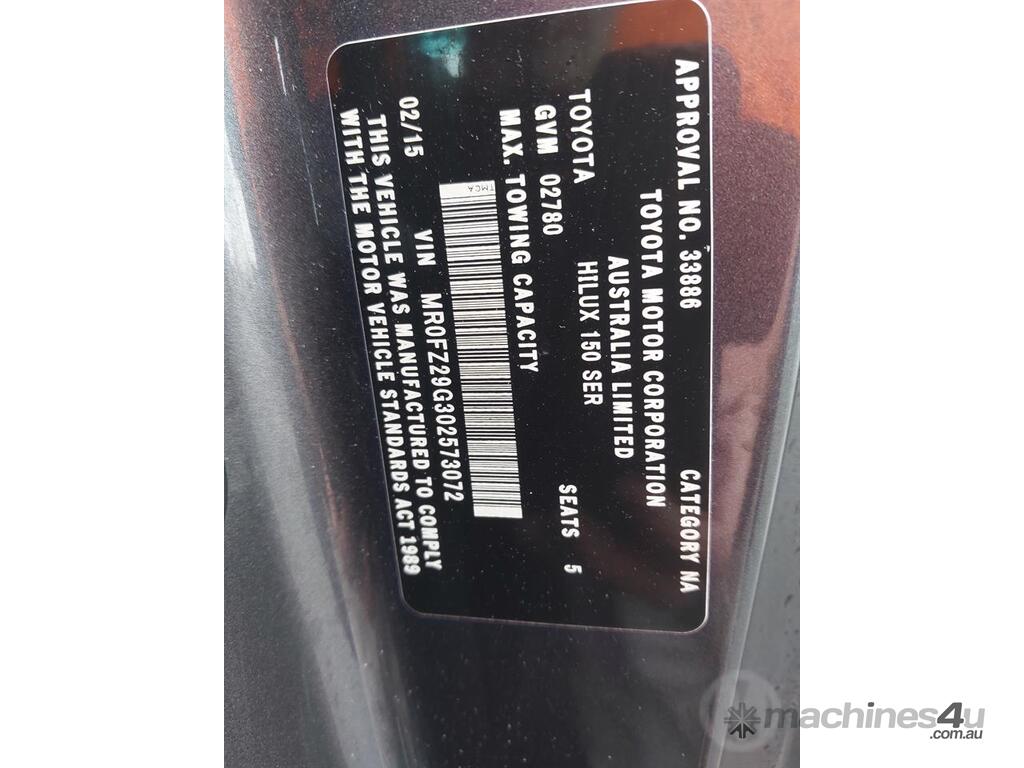 APPROVAL NO. 33886 CATEGORY NA
TOYOTA MOTOR CORPORATION
AUSTRALIA LIMITED
TOYOTA HILUX 150 SER
GVM 02780 SEATS 5
MAX. TOWING CAPACITY
TMCA
VIN MR0FZ29G302573072
02/15
THIS VEHICLE WAS MANUFACTURED TO COMPLY
WITH THE MOTOR VEHICLE STANDARDS ACT 1989
machines4u
.com.au